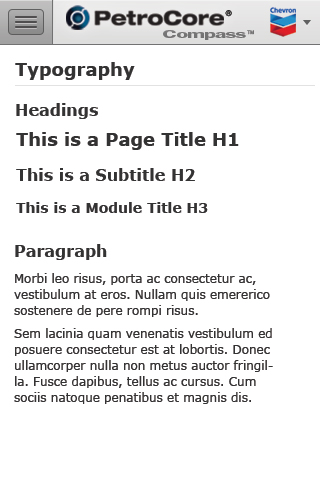 PetroCore®
Compass™
Chevron
Typography
Headings
This is a Page Title H1
This is a Subtitle H2
This is a Module Title H3
Paragraph
Morbi leo risus, porta ac consectetur ac,
vestibulum at eros. Nullam quis emererico
sostenere de pere rompi risus.
Sem lacinia quam venenatis vestibulum ed
posuere consectetur est at lobortis. Donec
ullamcorper nulla non metus auctor fringil-
la. Fusce dapibus, tellus ac cursus. Cum
sociis natoque penatibus et magnis dis.